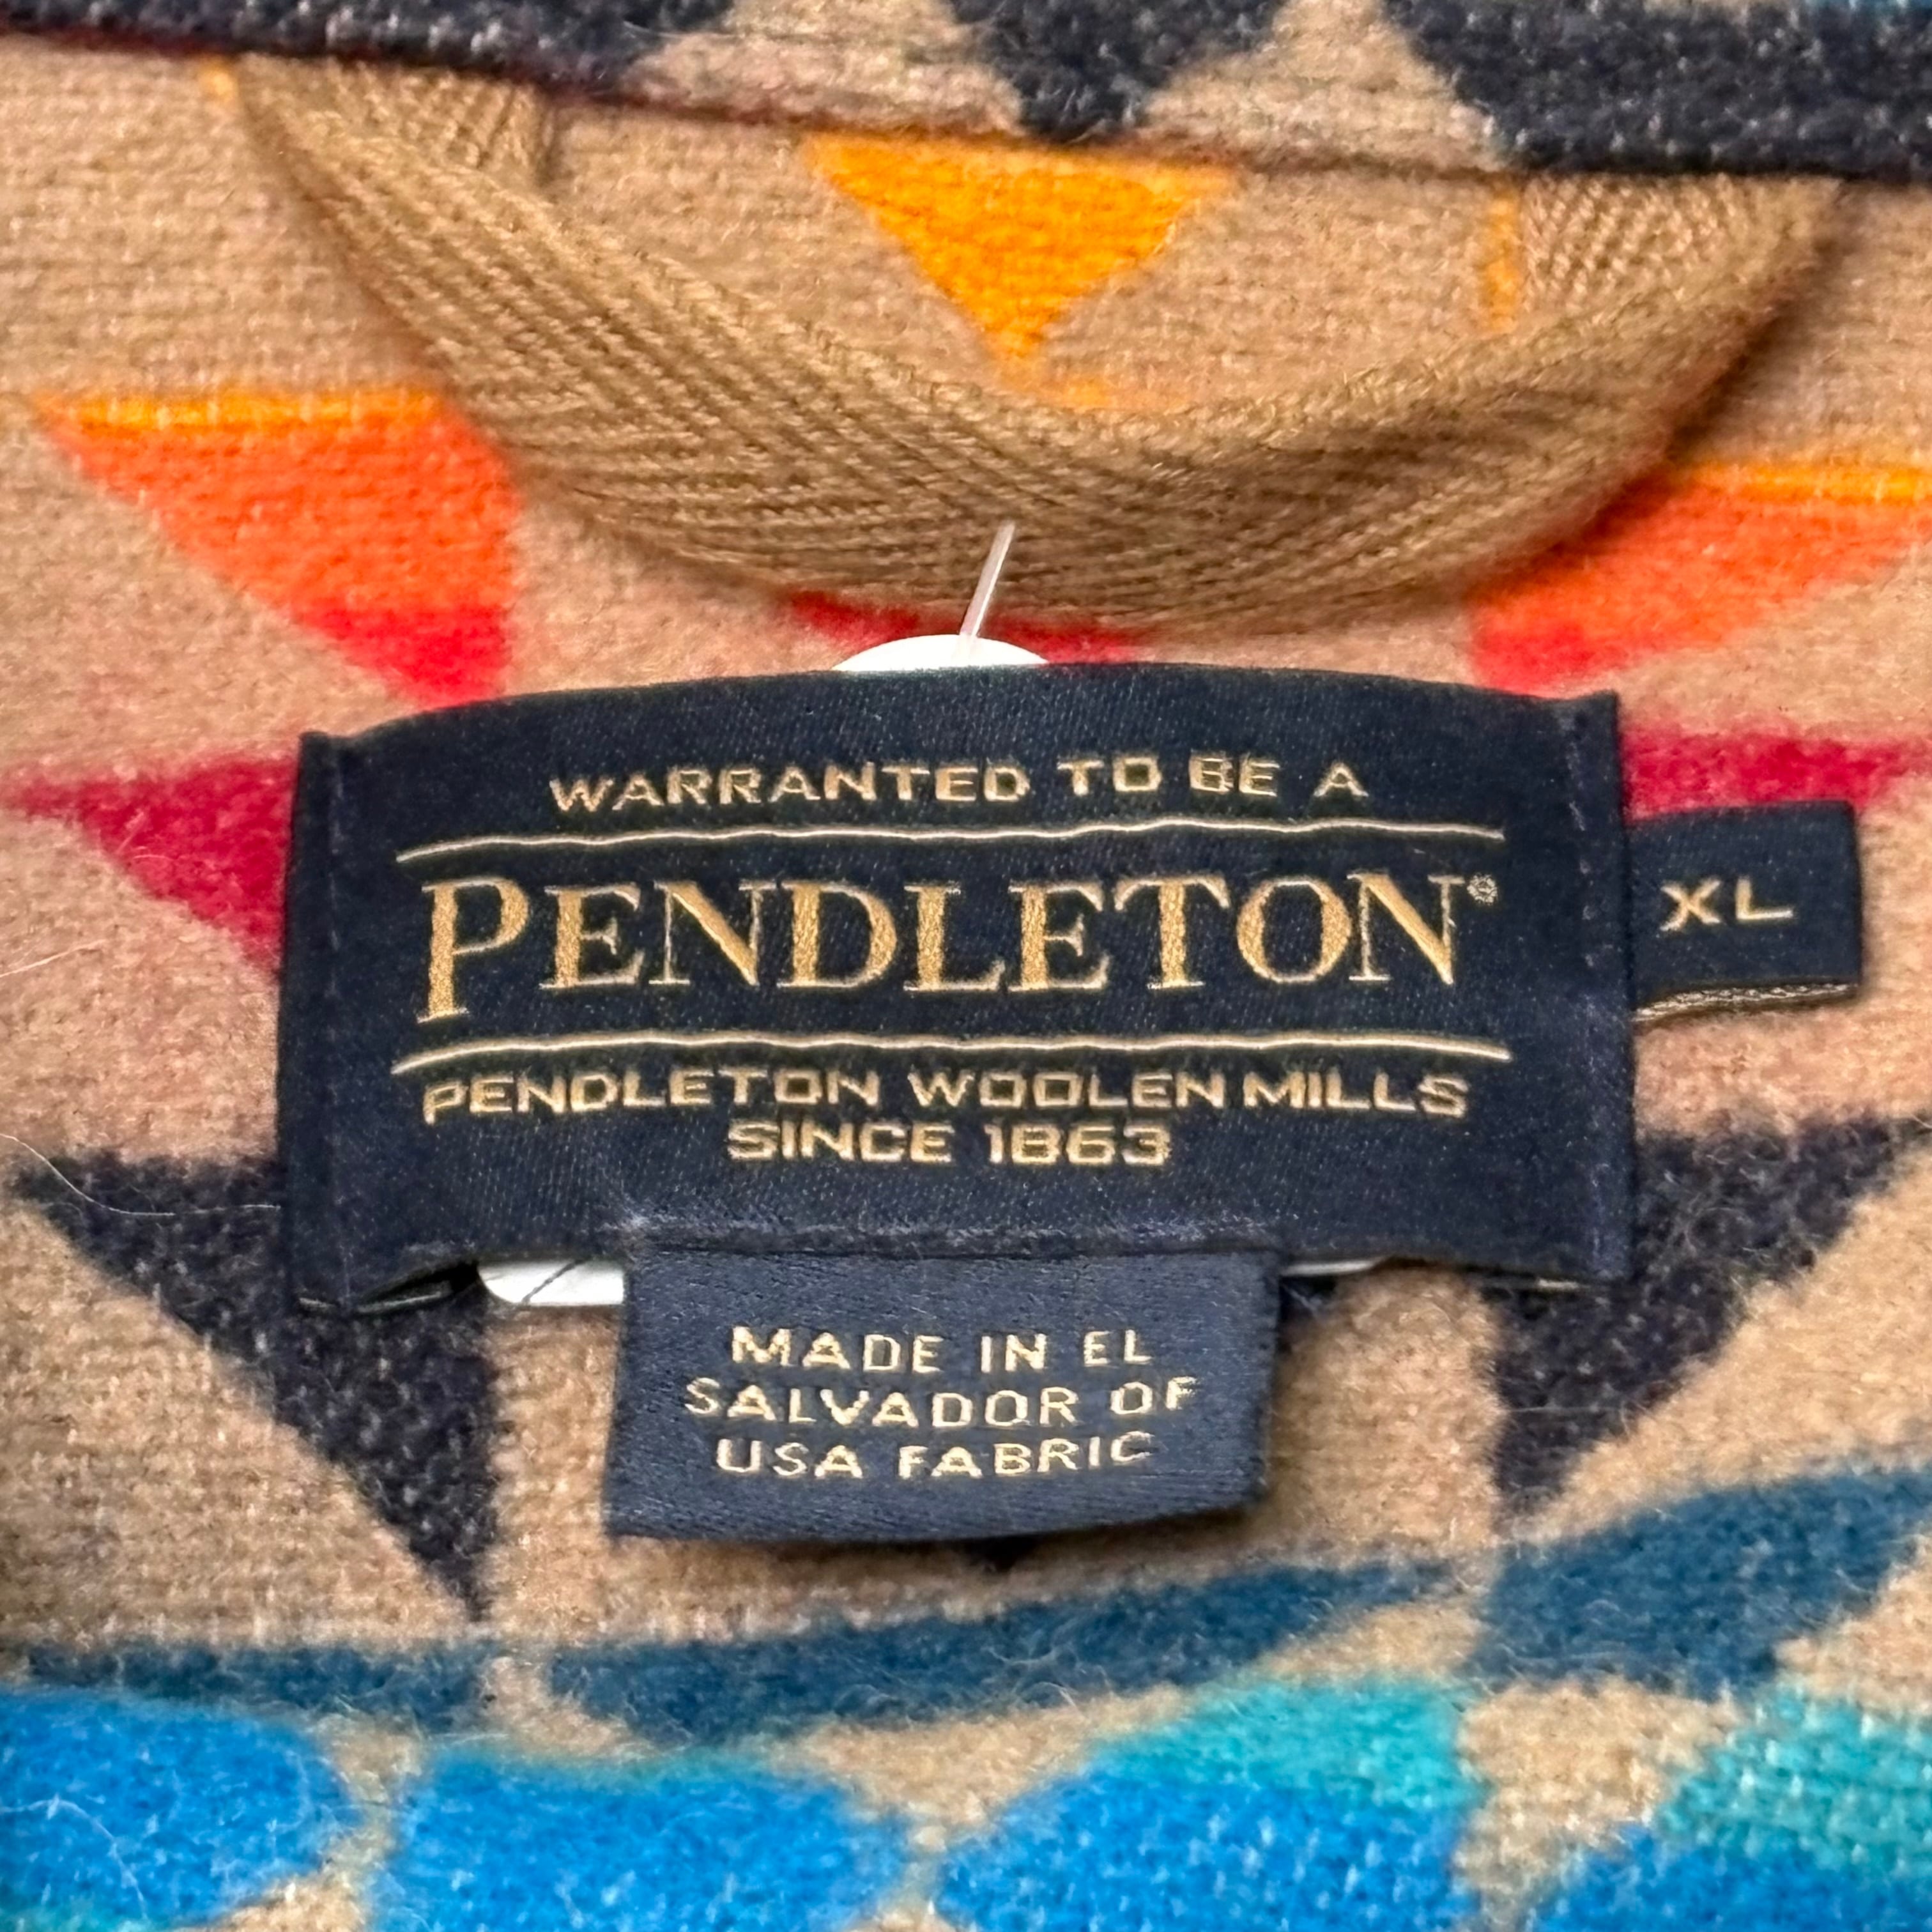 WARRANTED TO BE A
PENDLETON®
PENDLETON WOOLEN MILLS
SINCE 1863
XL
MADE IN EL
SALVADOR OF
USA FABRIC